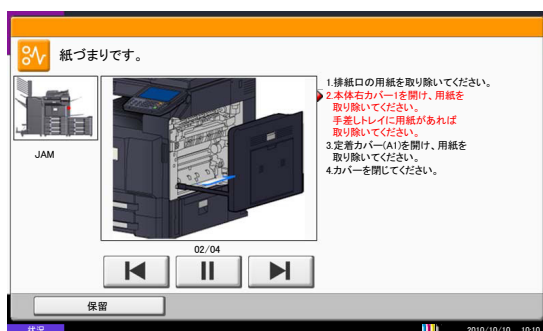 紙づまりです。
JAM
1.排紙口の用紙を取り除いてください。
2.本体右カバー1を開け、用紙を
取り除いてください。
手差しトレイに用紙があれば
取り除いてください。
3.定着カバー(A1)を開け、用紙を
取り除いてください。
4.カバーを閉じてください。
02/04
保留
状況
2010/10/10 10:10